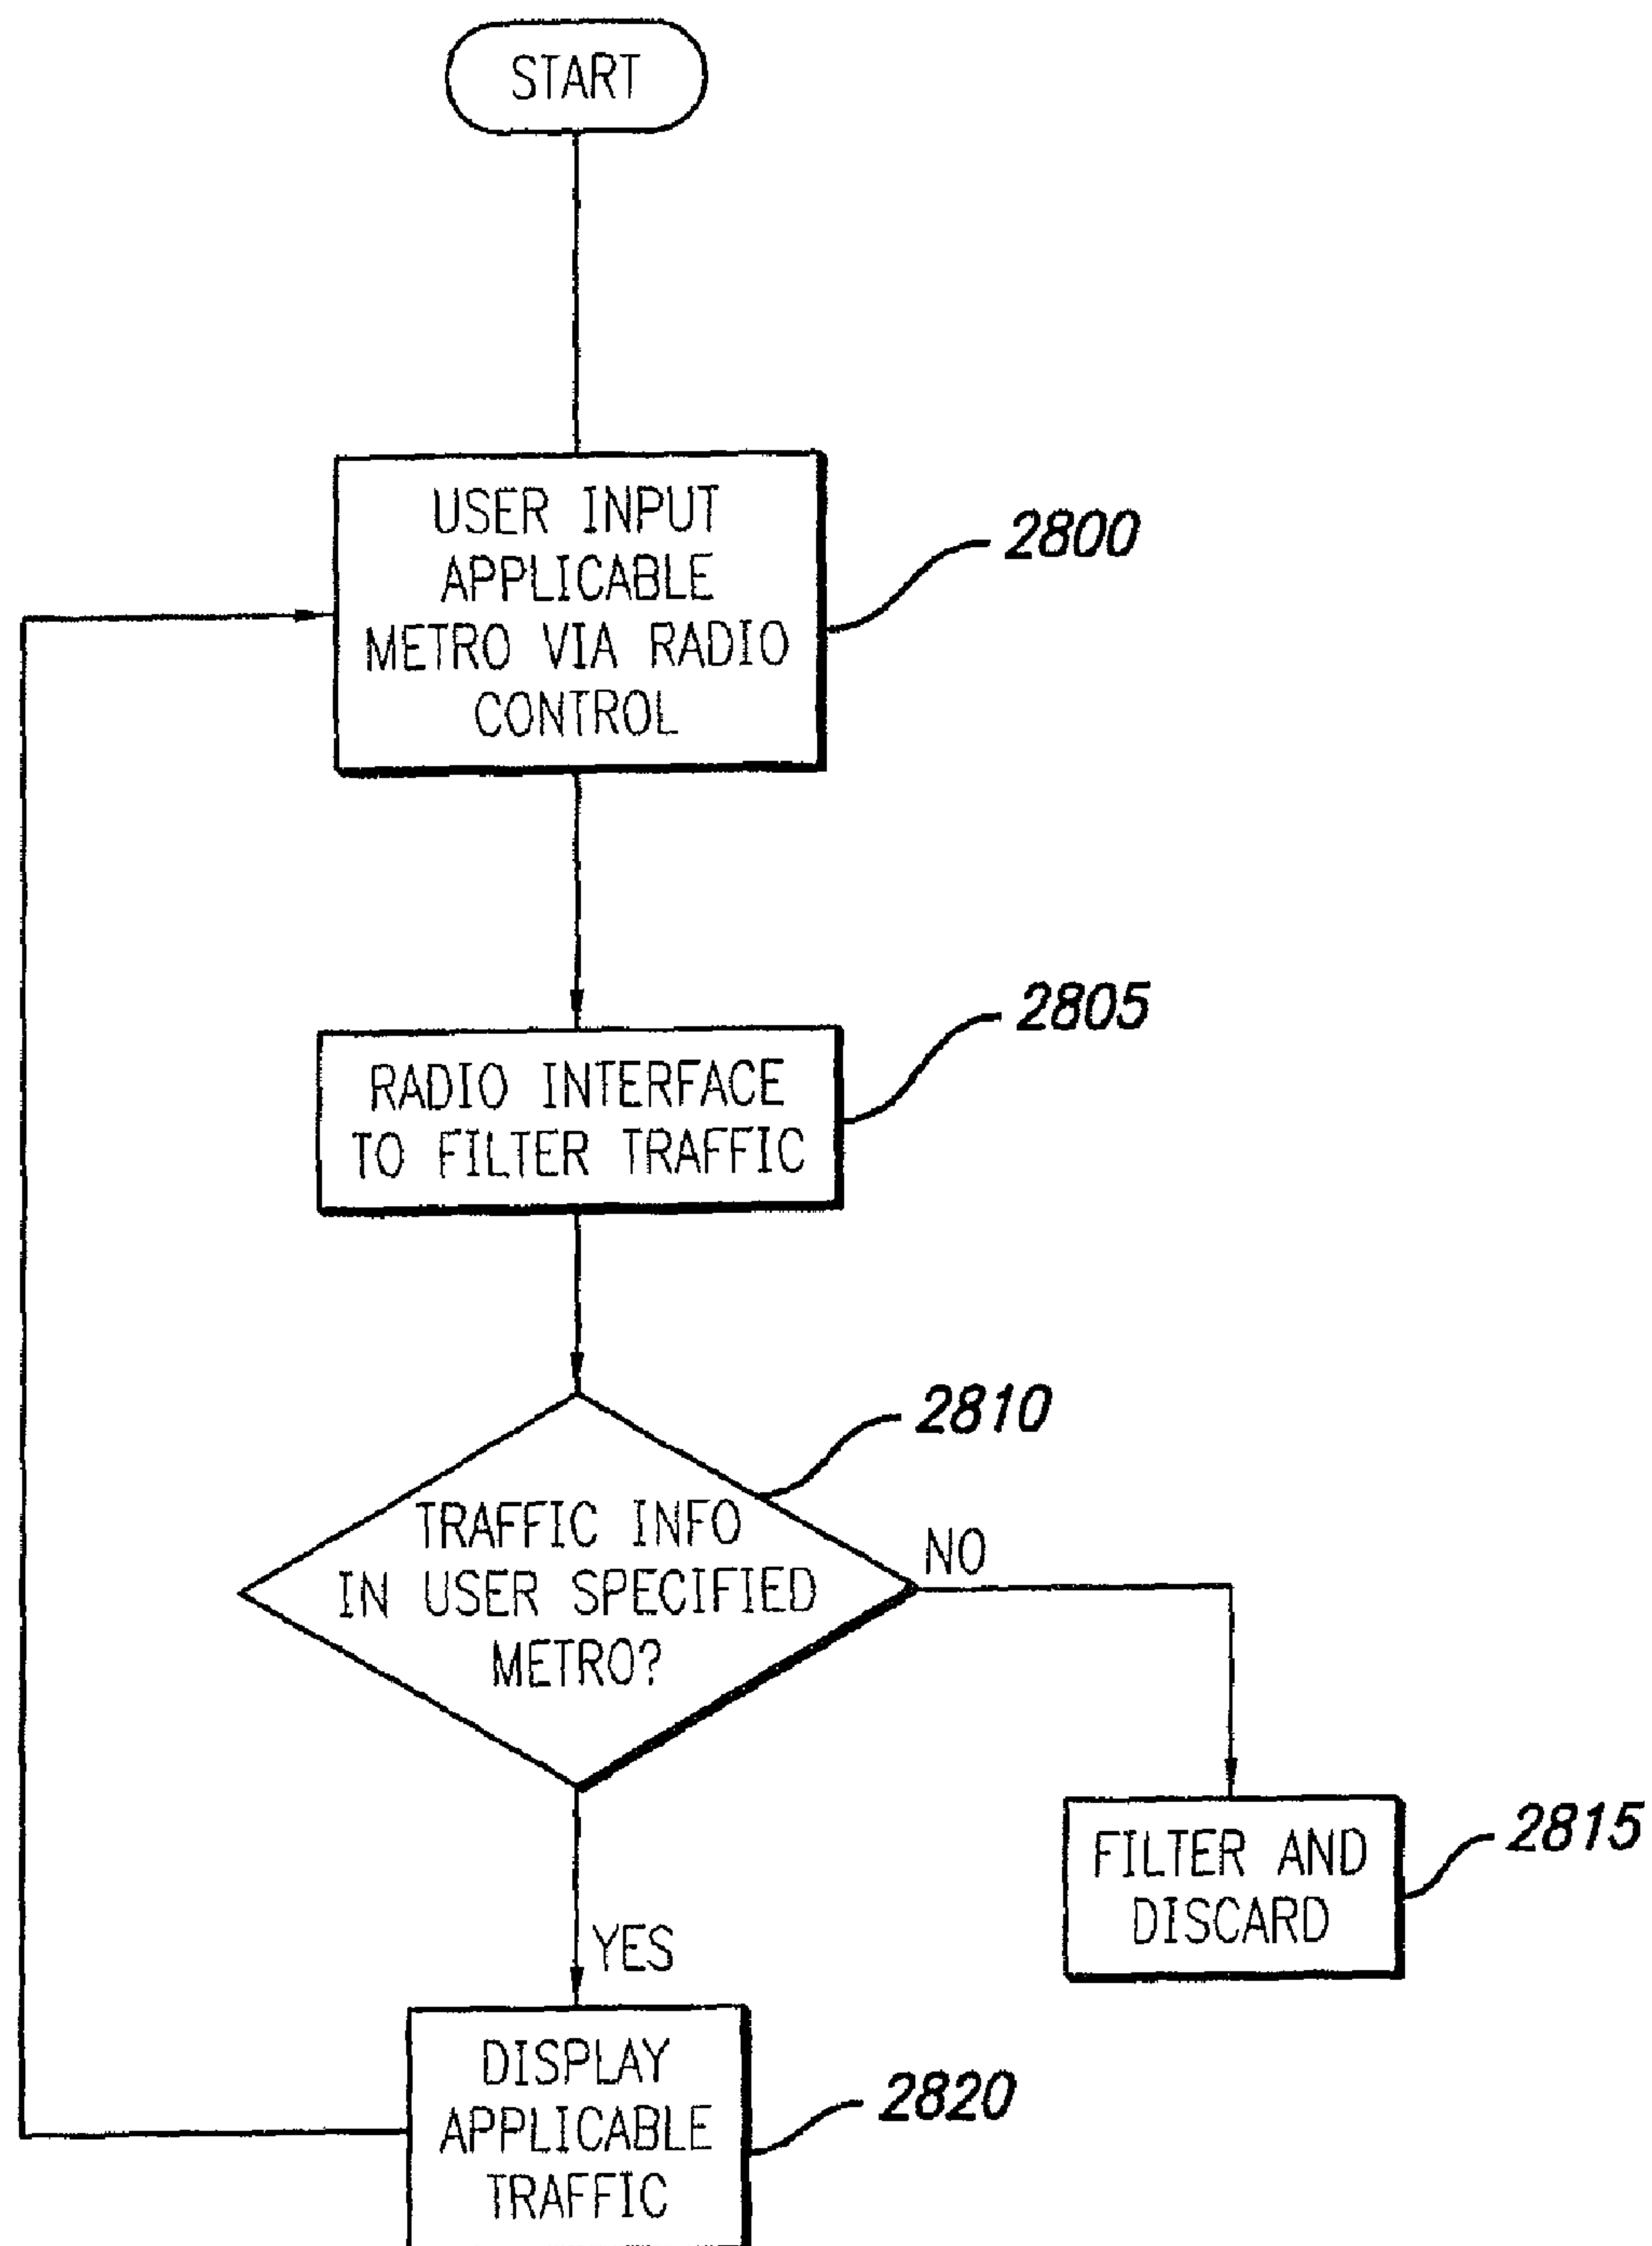 START
USER INPUT
APPLICABLE
METRO VIA RADIO
CONTROL
2800
RADIO INTERFACE
TO FILTER TRAFFIC
2805
TRAFFIC INFO
IN USER SPECIFIED
METRO?
2810
NO
FILTER AND
DISCARD
2815
YES
DISPLAY
APPLICABLE
TRAFFIC
2820